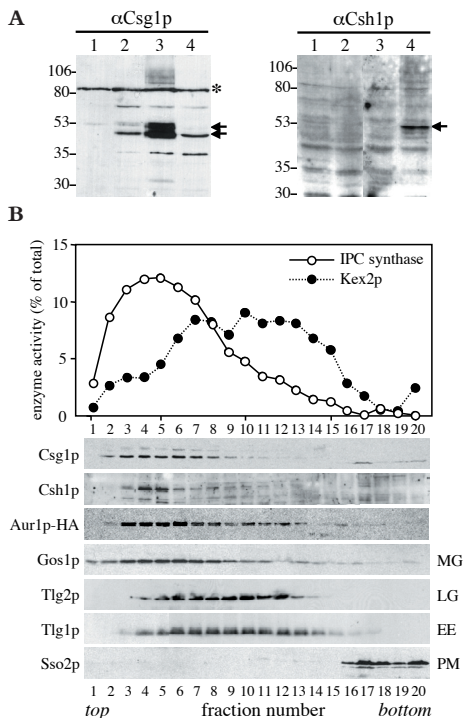 A
αCsg1p
αCsh1p
1 2 3 4
1 2 3 4
106
80
53
35
30
*
106
80
53
35
30
B
enzyme activity (% of total)
15
10
5
0
IPC synthase
Kex2p
1 2 3 4 5 6 7 8 9 10 11 12 13 14 15 16 17 18 19 20
Csg1p
Csh1p
Aur1p-HA
Gos1p MG
Tlg2p LG
Tlg1p EE
Sso2p PM
1 2 3 4 5 6 7 8 9 10 11 12 13 14 15 16 17 18 19 20
top fraction number bottom